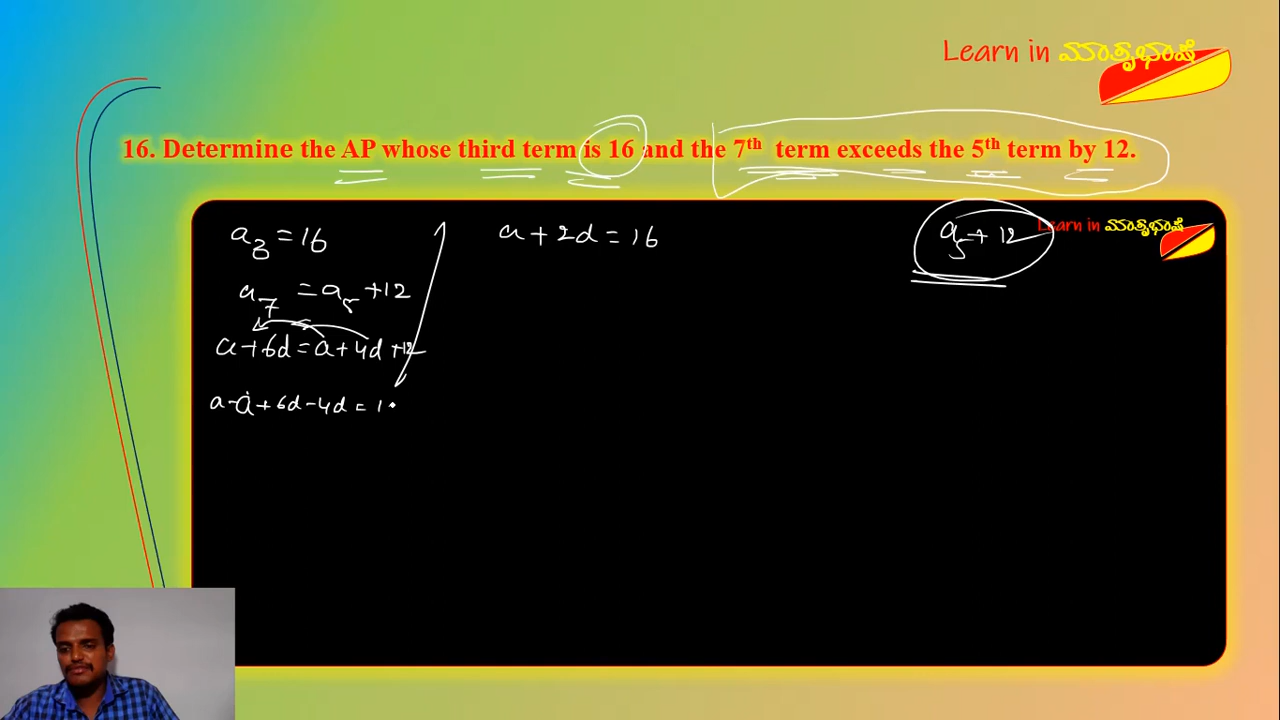 Learn in ಮಾತೃಭಾಷೆ
16. Determine the AP whose third term is 16 and the 7th term exceeds the 5th term by 12.
Learn in ಮಾತೃಭಾಷೆ
a3 = 16
a + 2d = 16
a5 + 12
a7 = a5 + 12
a + 6d = a + 4d + 12
a - a + 6d - 4d = 1